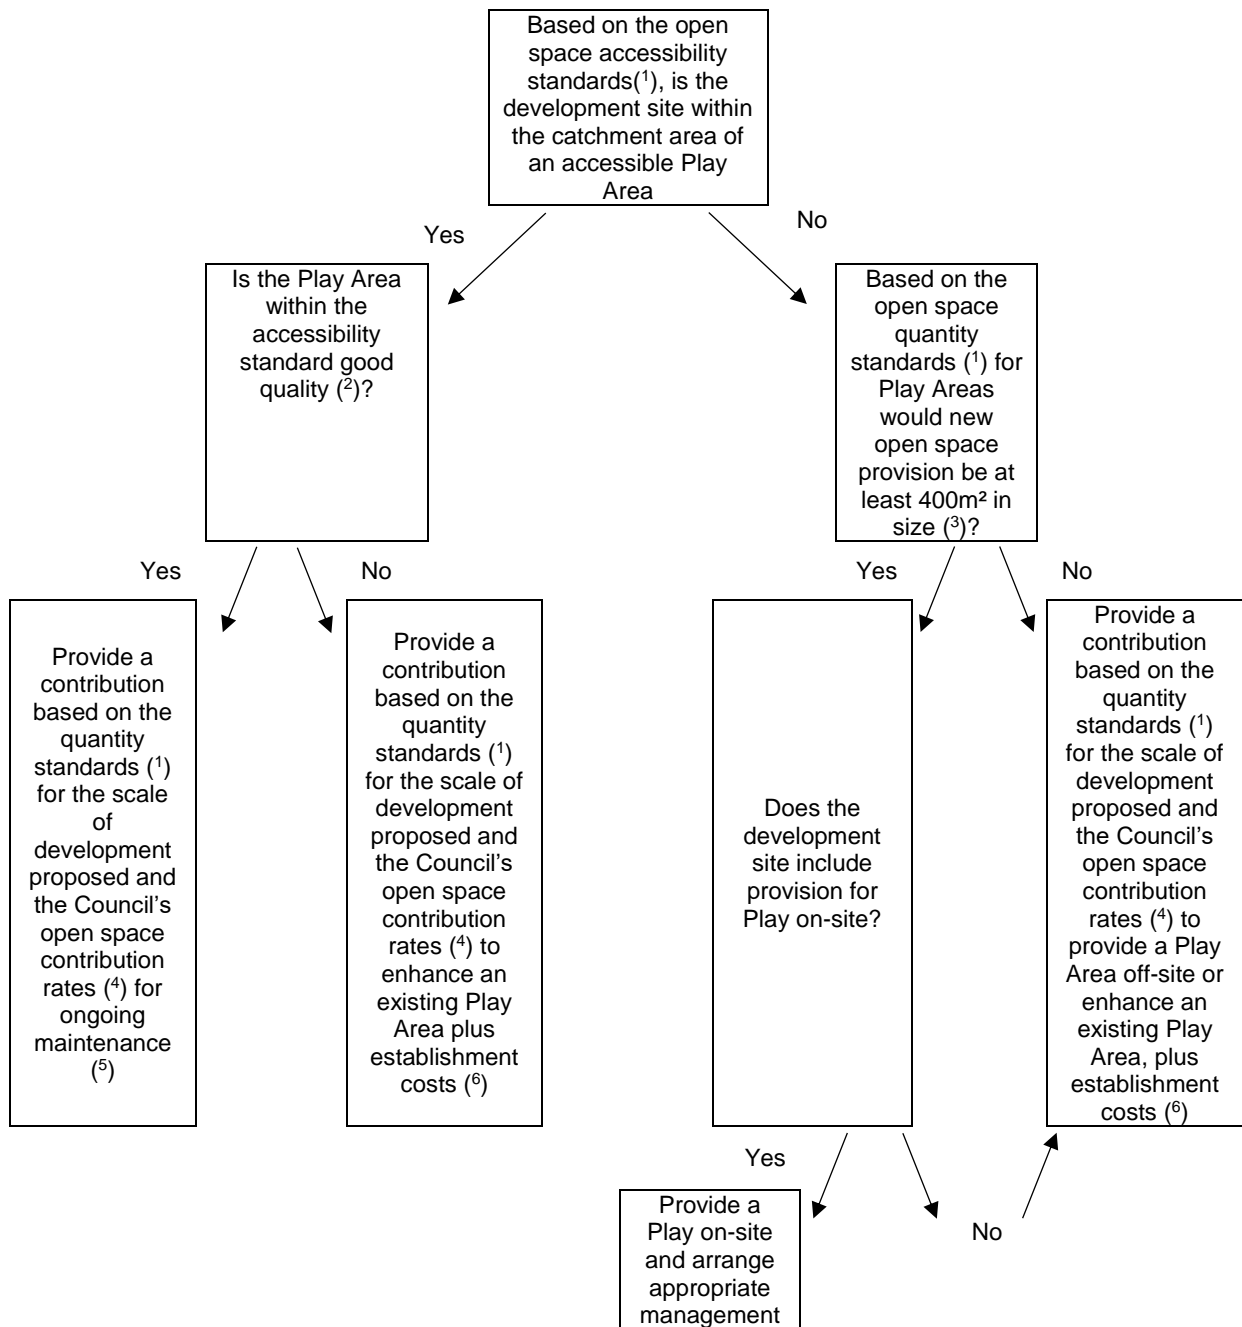 Based on the open
space accessibility
standards(¹), is the
development site within
the catchment area of
an accessible Play
Area
Yes
No
Is the Play Area
within the
accessibility
standard good
quality (²)?
Based on the
open space
quantity
standards (¹) for
Play Areas
would new
open space
provision be at
least 400m² in
size (³)?
Yes
No
Yes
No
Provide a
contribution
based on the
quantity
standards (¹)
for the scale
of
development
proposed and
the Council’s
open space
contribution
rates (⁴) for
ongoing
maintenance
(⁵)
Provide a
contribution
based on the
quantity
standards (¹)
for the scale of
development
proposed and
the Council’s
open space
contribution
rates (⁴) to
enhance an
existing Play
Area plus
establishment
costs (⁶)
Does the
development
site include
provision for
Play on-site?
Provide a
contribution
based on the
quantity
standards (¹)
for the scale of
development
proposed and
the Council’s
open space
contribution
rates (⁴) to
provide a Play
Area off-site or
enhance an
existing Play
Area, plus
establishment
costs (⁶)
Yes
No
Provide a
Play on-site
and arrange
appropriate
management